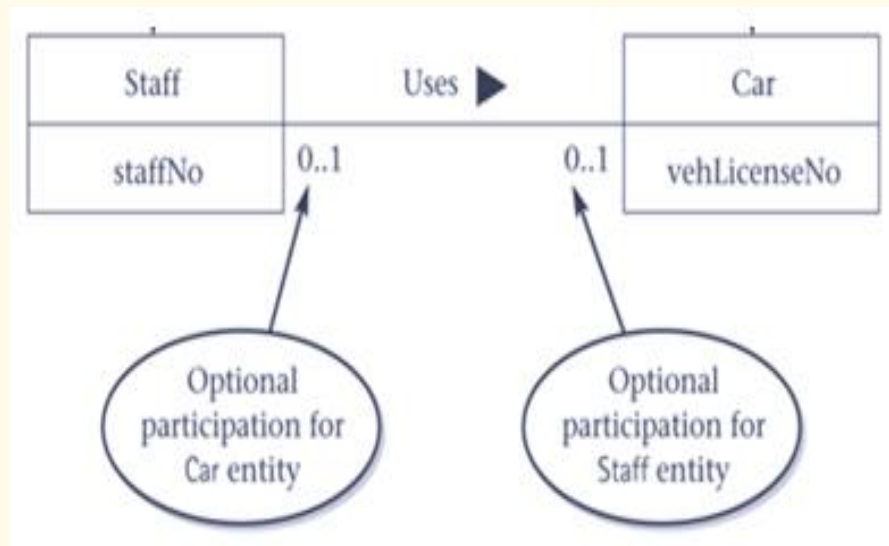 Staff
Uses
Car
staffNo
0..1
0..1
vehLicenseNo
Optional
participation for
Car entity
Optional
participation for
Staff entity